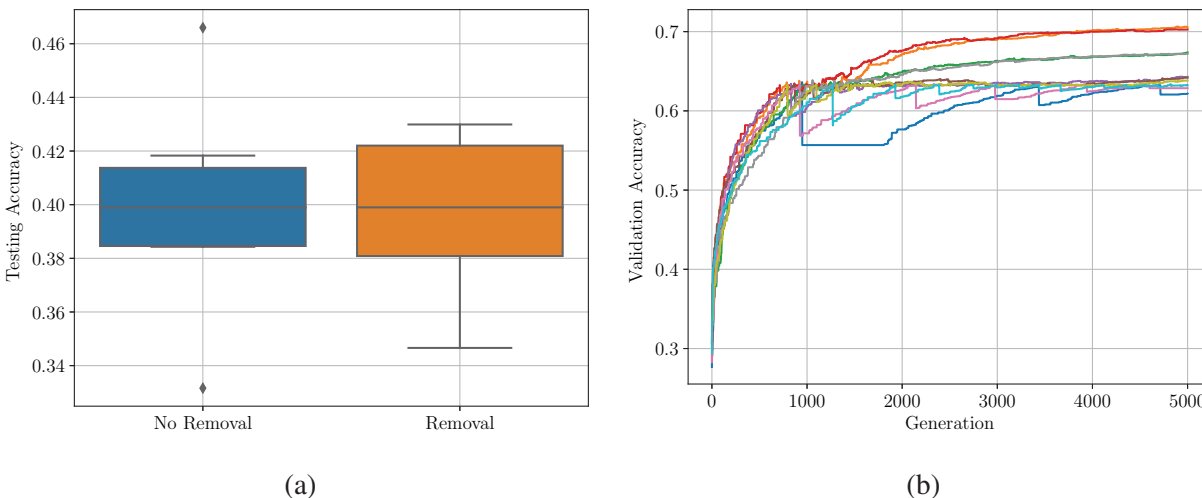 0.46
0.44
0.42
0.40
0.38
0.36
0.34
Testing Accuracy
No Removal
Removal
(a)
0.7
0.6
0.5
0.4
0.3
Validation Accuracy
0
1000
2000
3000
4000
5000
Generation
(b)